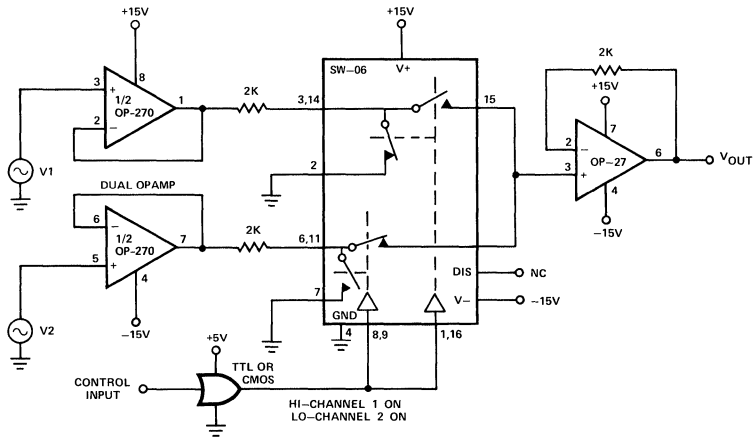 +15V
+15V
SW–06
V+
2K
3
8
1
2K
3,14
15
+15V
1/2
OP-270
2
7
2
V1
2
6
VOUT
OP–27
3
DUAL OPAMP
4
6
2K
6,11
–15V
1/2
OP-270
7
5
DIS
NC
7
4
V–
~15V
GND
V2
–15V
4
8,9
1,16
+5V
TTL OR
CMOS
CONTROL
INPUT
HI–CHANNEL 1 ON
LO–CHANNEL 2 ON